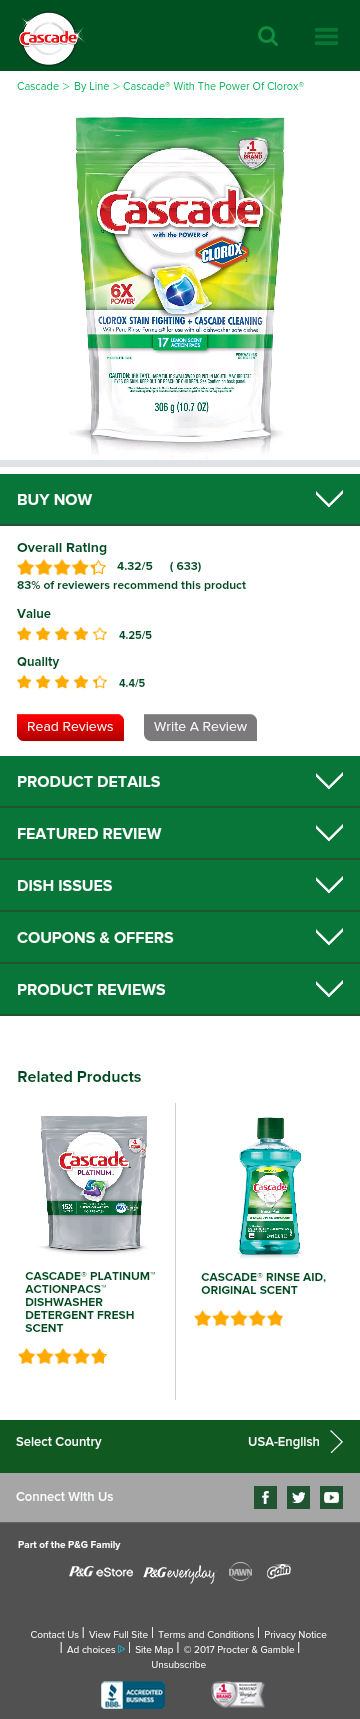 Cascade
Cascade > By Line > Cascade® With The Power Of Clorox®
Cascade
with the POWER of
CLOROX
6X
POWER
CLOROX STAIN FIGHTING + CASCADE CLEANING
17 LEMON SCENT
ACTION PACS
306 g (10.7 OZ)
BUY NOW
Overall Rating
4.32/5 ( 633)
83% of reviewers recommend this product
Value
4.25/5
Quality
4.4/5
Read Reviews Write A Review
PRODUCT DETAILS
FEATURED REVIEW
DISH ISSUES
COUPONS & OFFERS
PRODUCT REVIEWS
Related Products
Cascade
PLATINUM
Cascade
CASCADE® PLATINUM™
ACTIONPACS™
DISHWASHER
DETERGENT FRESH
SCENT
CASCADE® RINSE AID,
ORIGINAL SCENT
Select Country USA-English
Connect With Us
Part of the P&G Family
P&G eStore P&G everyday DAWN Gain
Contact Us | View Full Site | Terms and Conditions | Privacy Notice
| Ad choices | Site Map | © 2017 Procter & Gamble |
Unsubscribe
BBB ACCREDITED
BUSINESS